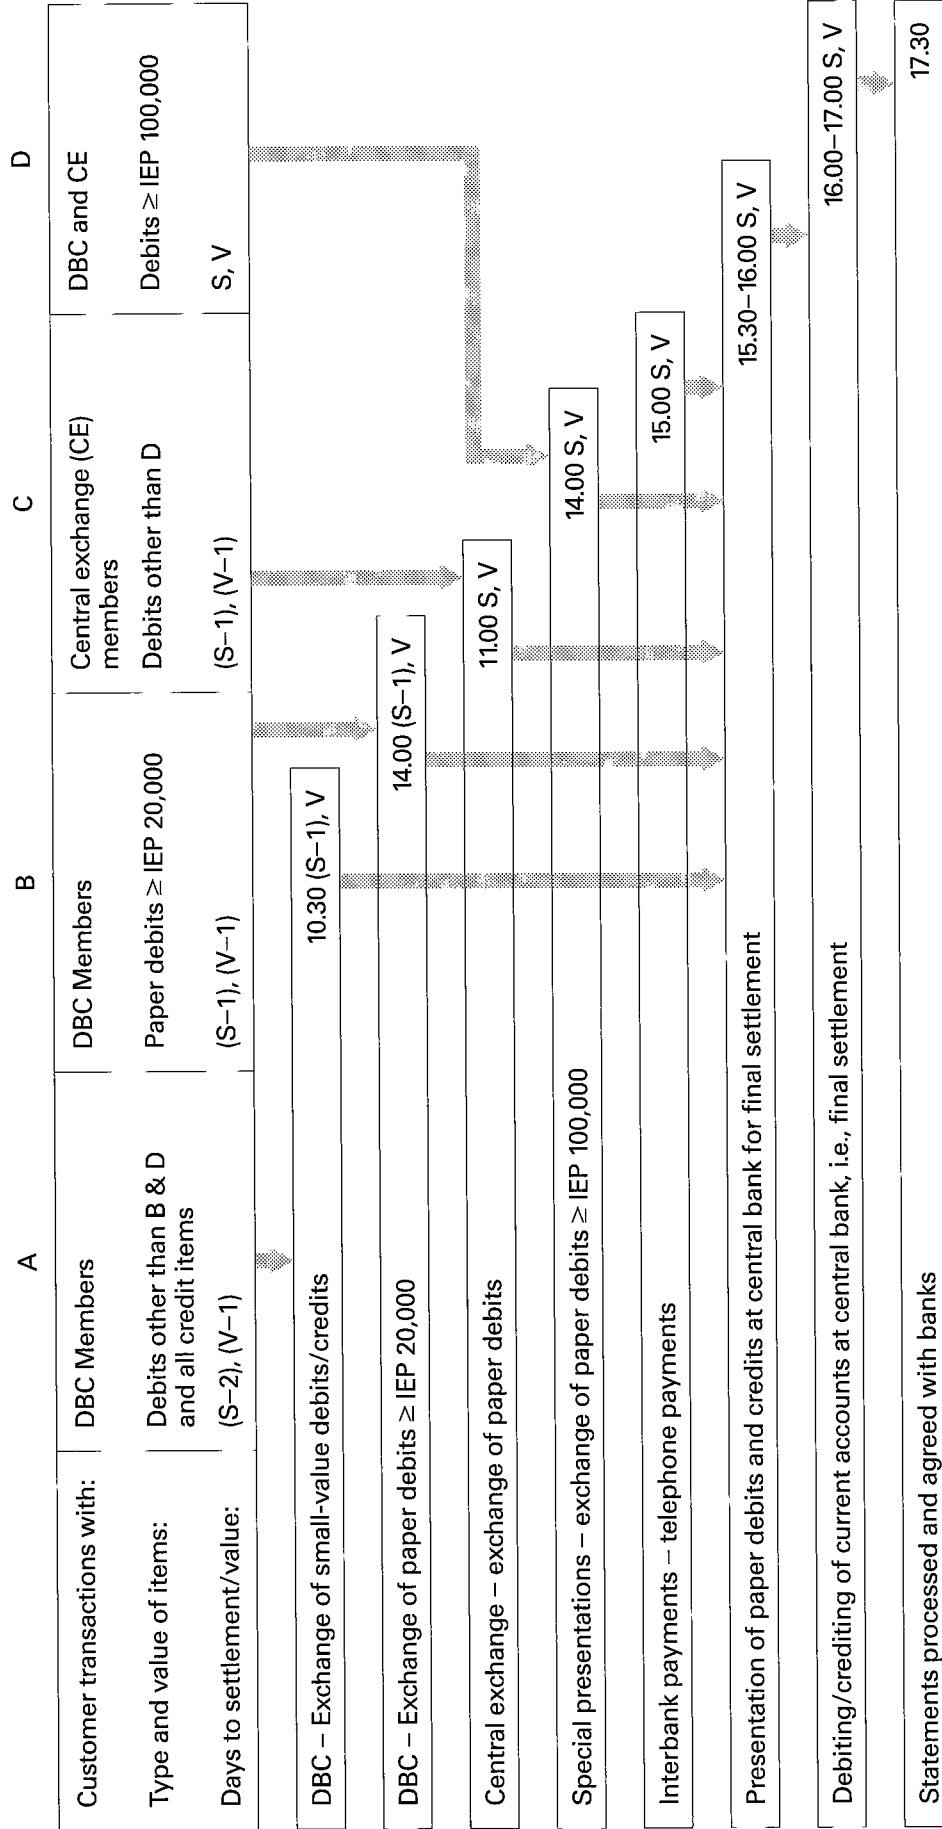 A
B
C
D
Customer transactions with:
DBC Members
DBC Members
Central exchange (CE)
members
DBC and CE
Type and value of items:
Debits other than B & D
and all credit items
Paper debits ≥ IEP 20,000
Debits other than D
Debits ≥ IEP 100,000
Days to settlement/value:
(S–2), (V–1)
(S–1), (V–1)
(S–1), (V–1)
S, V
DBC – Exchange of small-value debits/credits
10.30 (S–1), V
DBC – Exchange of paper debits ≥ IEP 20,000
14.00 (S–1), V
Central exchange – exchange of paper debits
11.00 S, V
Special presentations – exchange of paper debits ≥ IEP 100,000
14.00 S, V
Interbank payments – telephone payments
15.00 S, V
Presentation of paper debits and credits at central bank for final settlement
15.30–16.00 S, V
Debiting/crediting of current accounts at central bank, i.e., final settlement
16.00–17.00 S, V
Statements processed and agreed with banks
17.30